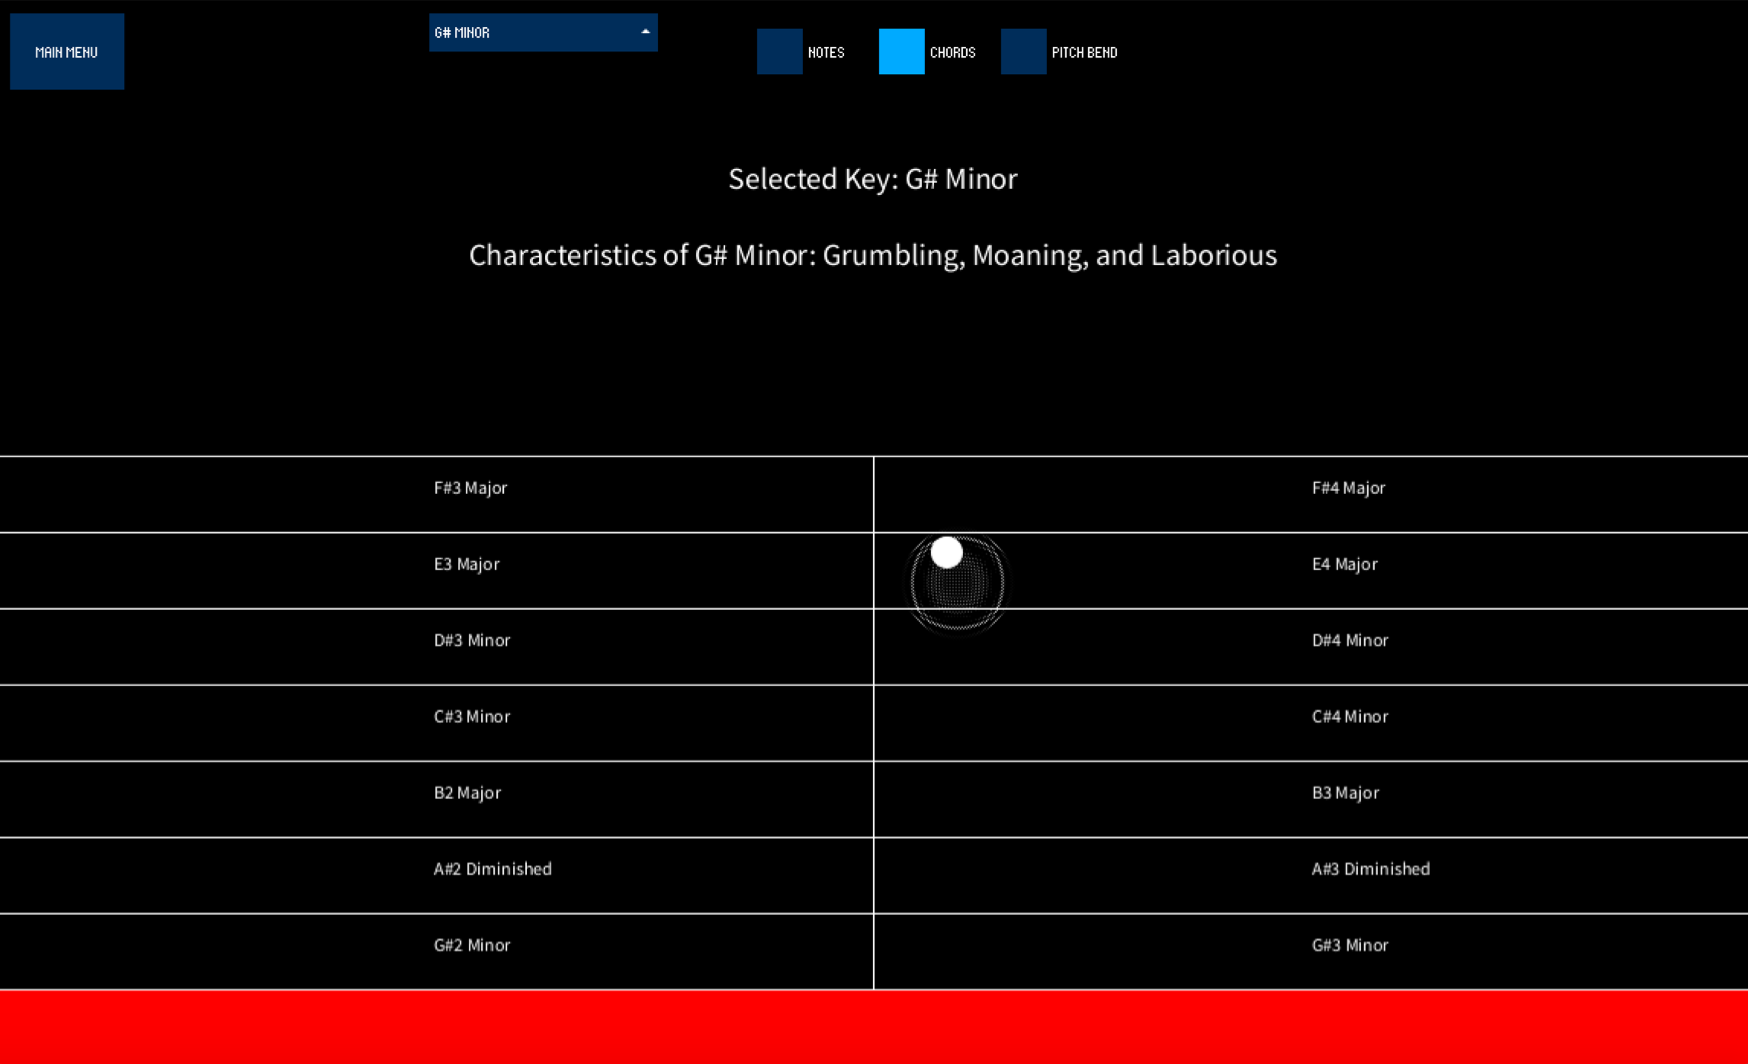 MAIN MENU
G# MINOR
NOTES
CHORDS
PITCH BEND
Selected Key: G# Minor
Characteristics of G# Minor: Grumbling, Moaning, and Laborious
F#3 Major
F#4 Major
E3 Major
E4 Major
D#3 Minor
D#4 Minor
C#3 Minor
C#4 Minor
B2 Major
B3 Major
A#2 Diminished
A#3 Diminished
G#2 Minor
G#3 Minor